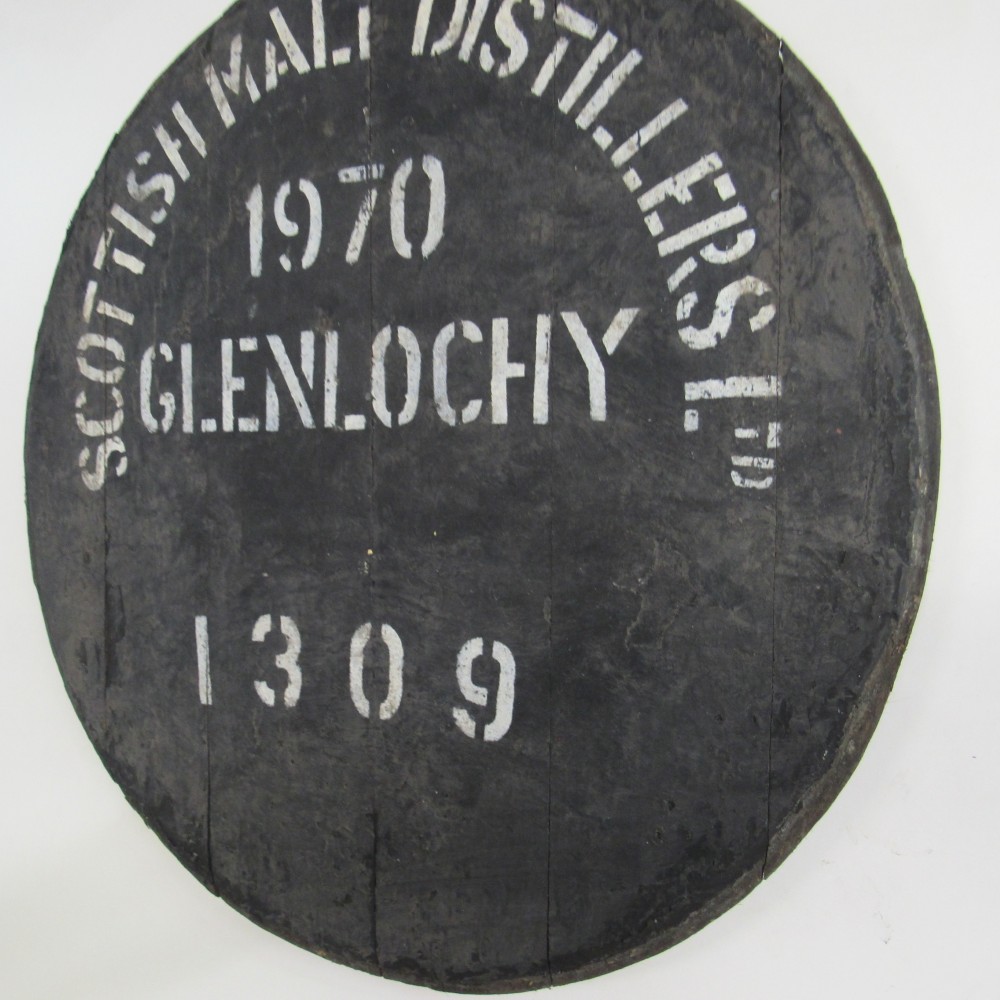 SCOTTISH MALT DISTILLERS LTD
1970
GLENLOCHY
1309